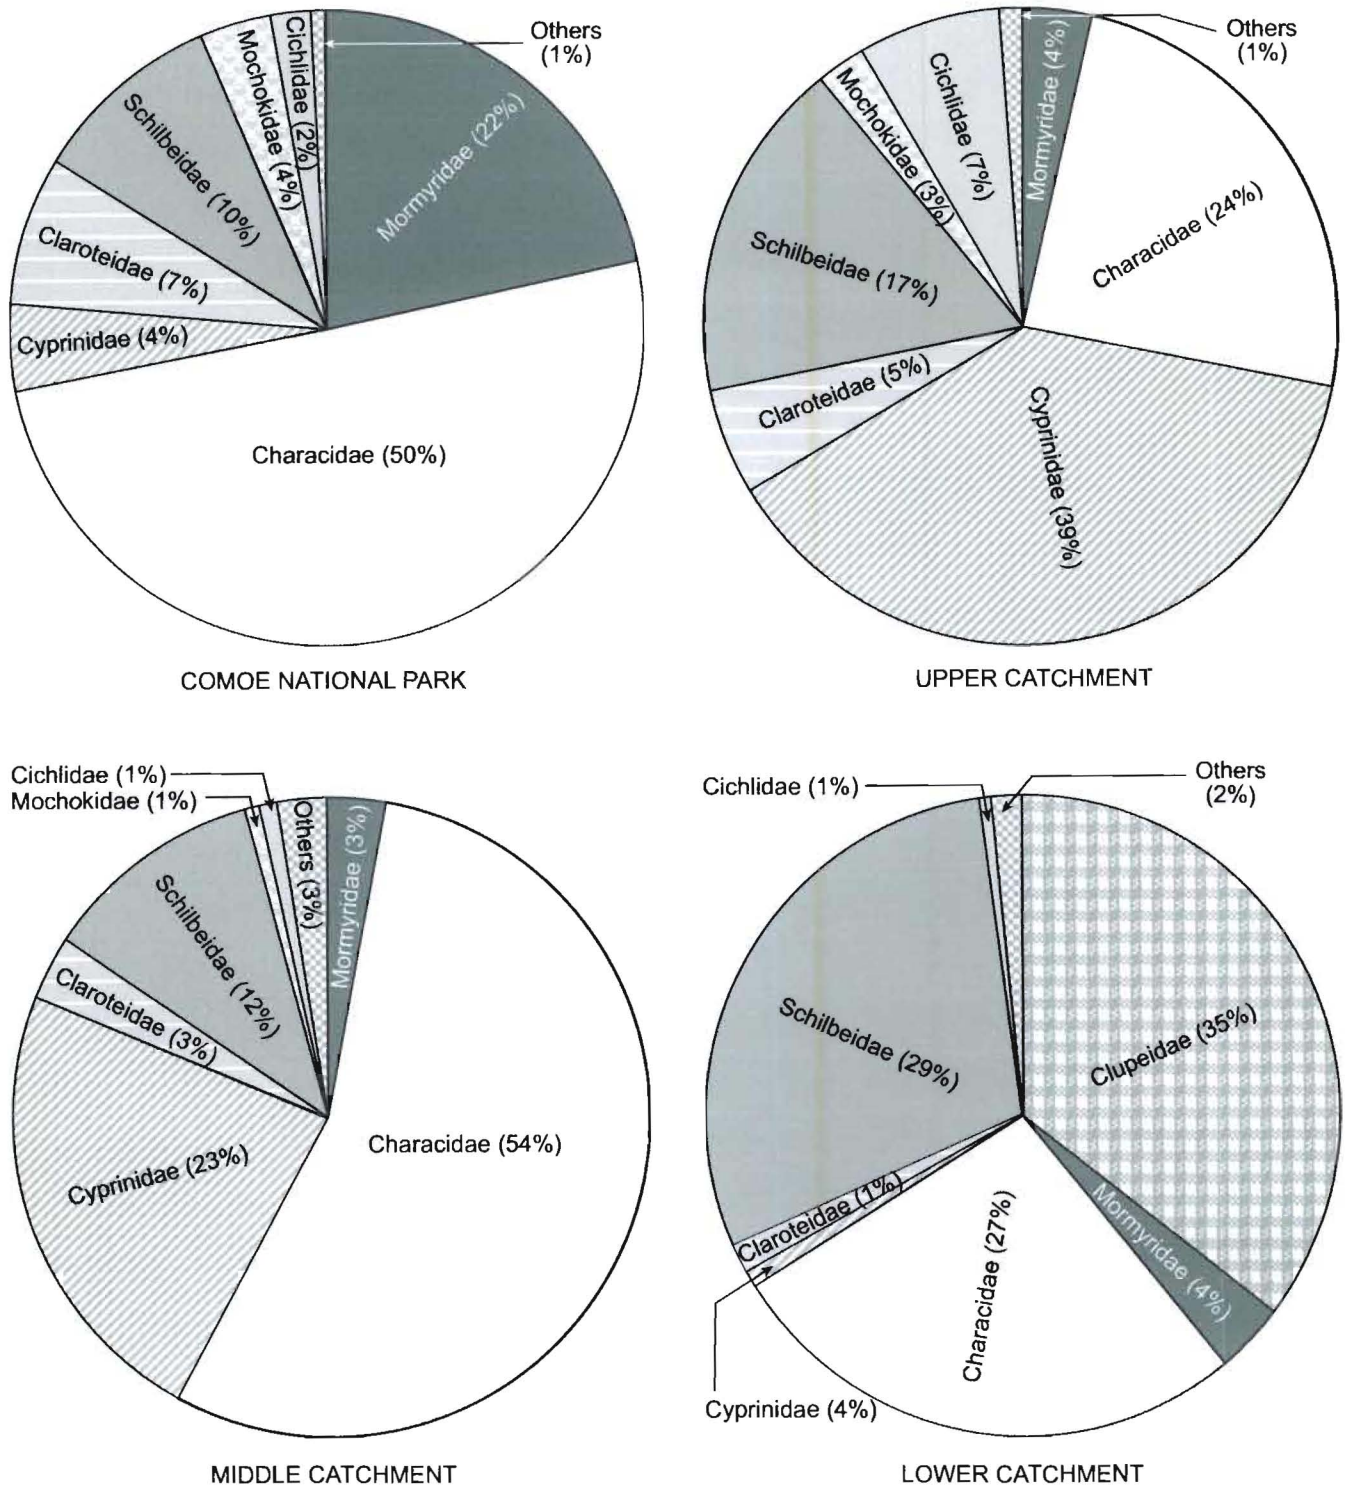 Others
(1%)
Cichlidae (2%)
Mochokidae (4%)
Schilbeidae (10%)
Claroteidae (7%)
Cyprinidae (4%)
Mormyridae (22%)
Characidae (50%)
COMOE NATIONAL PARK
Others
(1%)
Mormyridae (4%)
Cichlidae (7%)
Mochokidae (3%)
Schilbeidae (17%)
Claroteidae (5%)
Characidae (24%)
Cyprinidae (39%)
UPPER CATCHMENT
Cichlidae (1%)
Mochokidae (1%)
Others (3%)
Mormyridae (3%)
Schilbeidae (12%)
Claroteidae (3%)
Cyprinidae (23%)
Characidae (54%)
MIDDLE CATCHMENT
Cichlidae (1%)
Others
(2%)
Schilbeidae (29%)
Clupeidae (35%)
Claroteidae (1%)
Mormyridae (4%)
Characidae (27%)
Cyprinidae (4%)
LOWER CATCHMENT